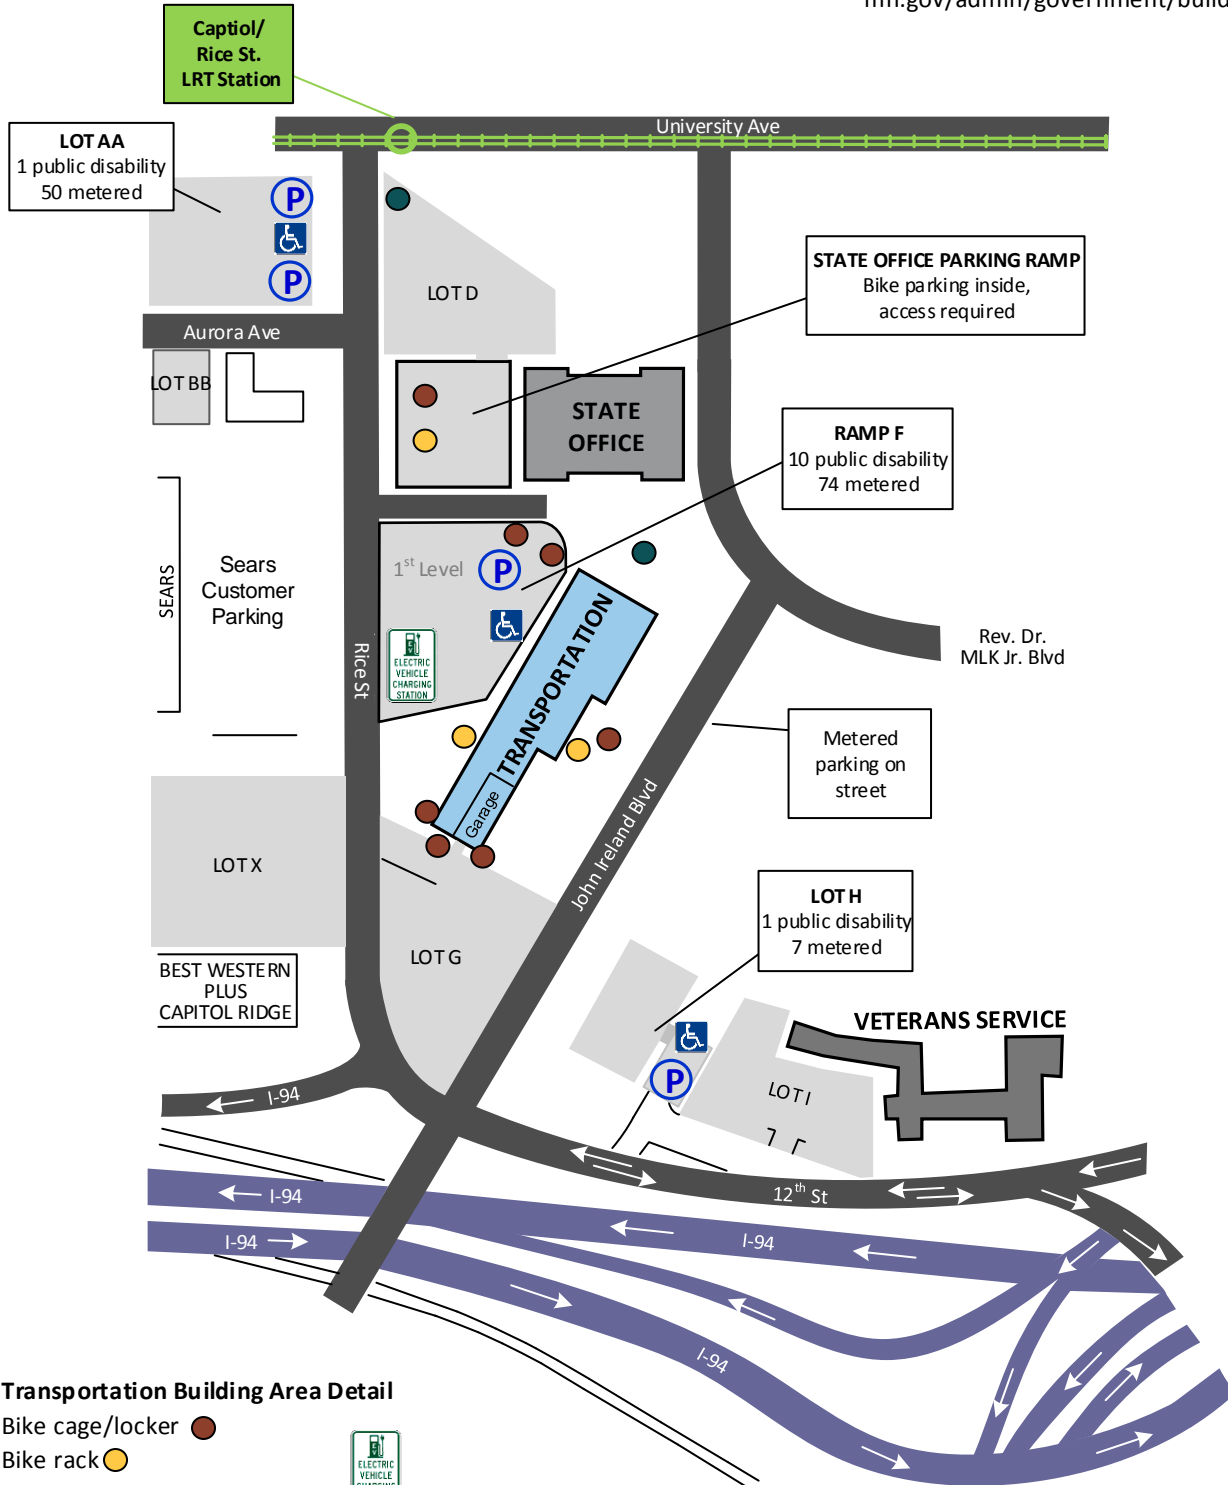 mn.gov/admin/government/build
Captiol/
Rice St.
LRT Station
University Ave
LOT AA
1 public disability
50 metered
P
P
LOT D
STATE OFFICE PARKING RAMP
Bike parking inside,
access required
Aurora Ave
LOT BB
STATE
OFFICE
RAMP F
10 public disability
74 metered
SEARS
Sears
Customer
Parking
1st Level
P
ELECTRIC
VEHICLE
CHARGING
STATION
Rice St
TRANSPORTATION
Garage
Rev. Dr.
MLK Jr. Blvd
Metered
parking on
street
John Ireland Blvd
LOT X
LOT G
LOT H
1 public disability
7 metered
BEST WESTERN
PLUS
CAPITOL RIDGE
P
LOT I
VETERANS SERVICE
I-94
12th St
I-94
I-94
I-94
I-94
Transportation Building Area Detail
Bike cage/locker
Bike rack
ELECTRIC
VEHICLE